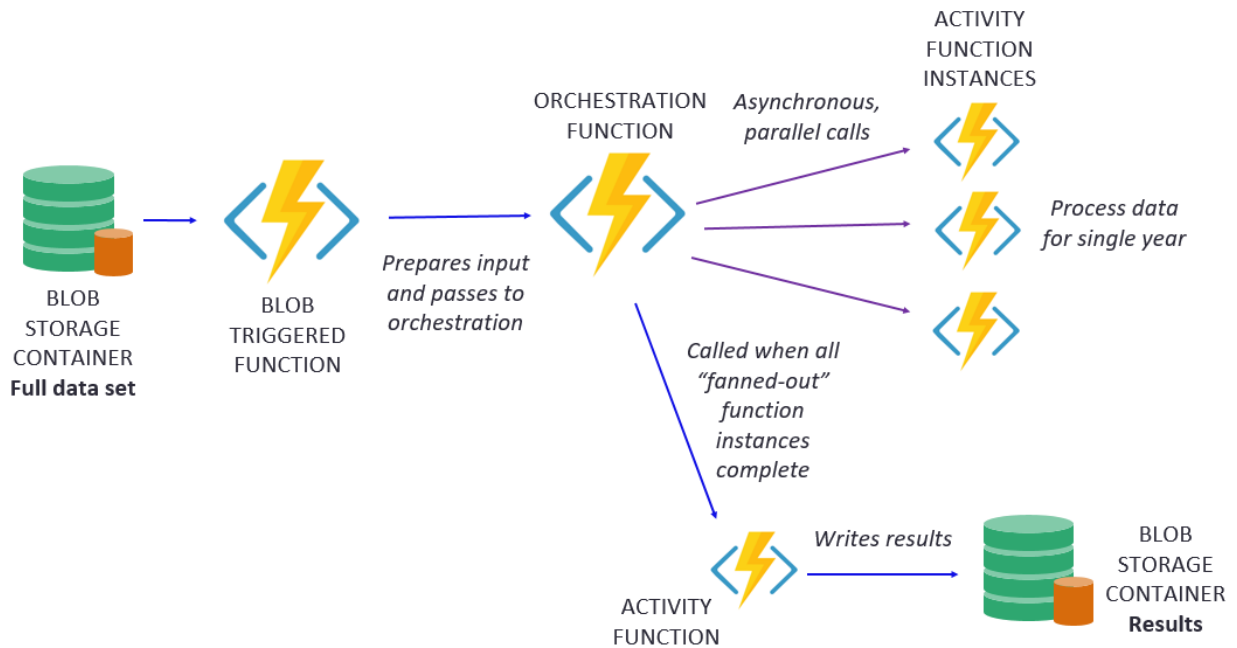 ACTIVITY
FUNCTION
INSTANCES
ORCHESTRATION
FUNCTION
Asynchronous,
parallel calls
Process data
for single year
Prepares input
and passes to
orchestration
BLOB
STORAGE
CONTAINER
Full data set
BLOB
TRIGGERED
FUNCTION
Called when all
“fanned-out”
function
instances
complete
Writes results
ACTIVITY
FUNCTION
BLOB
STORAGE
CONTAINER
Results